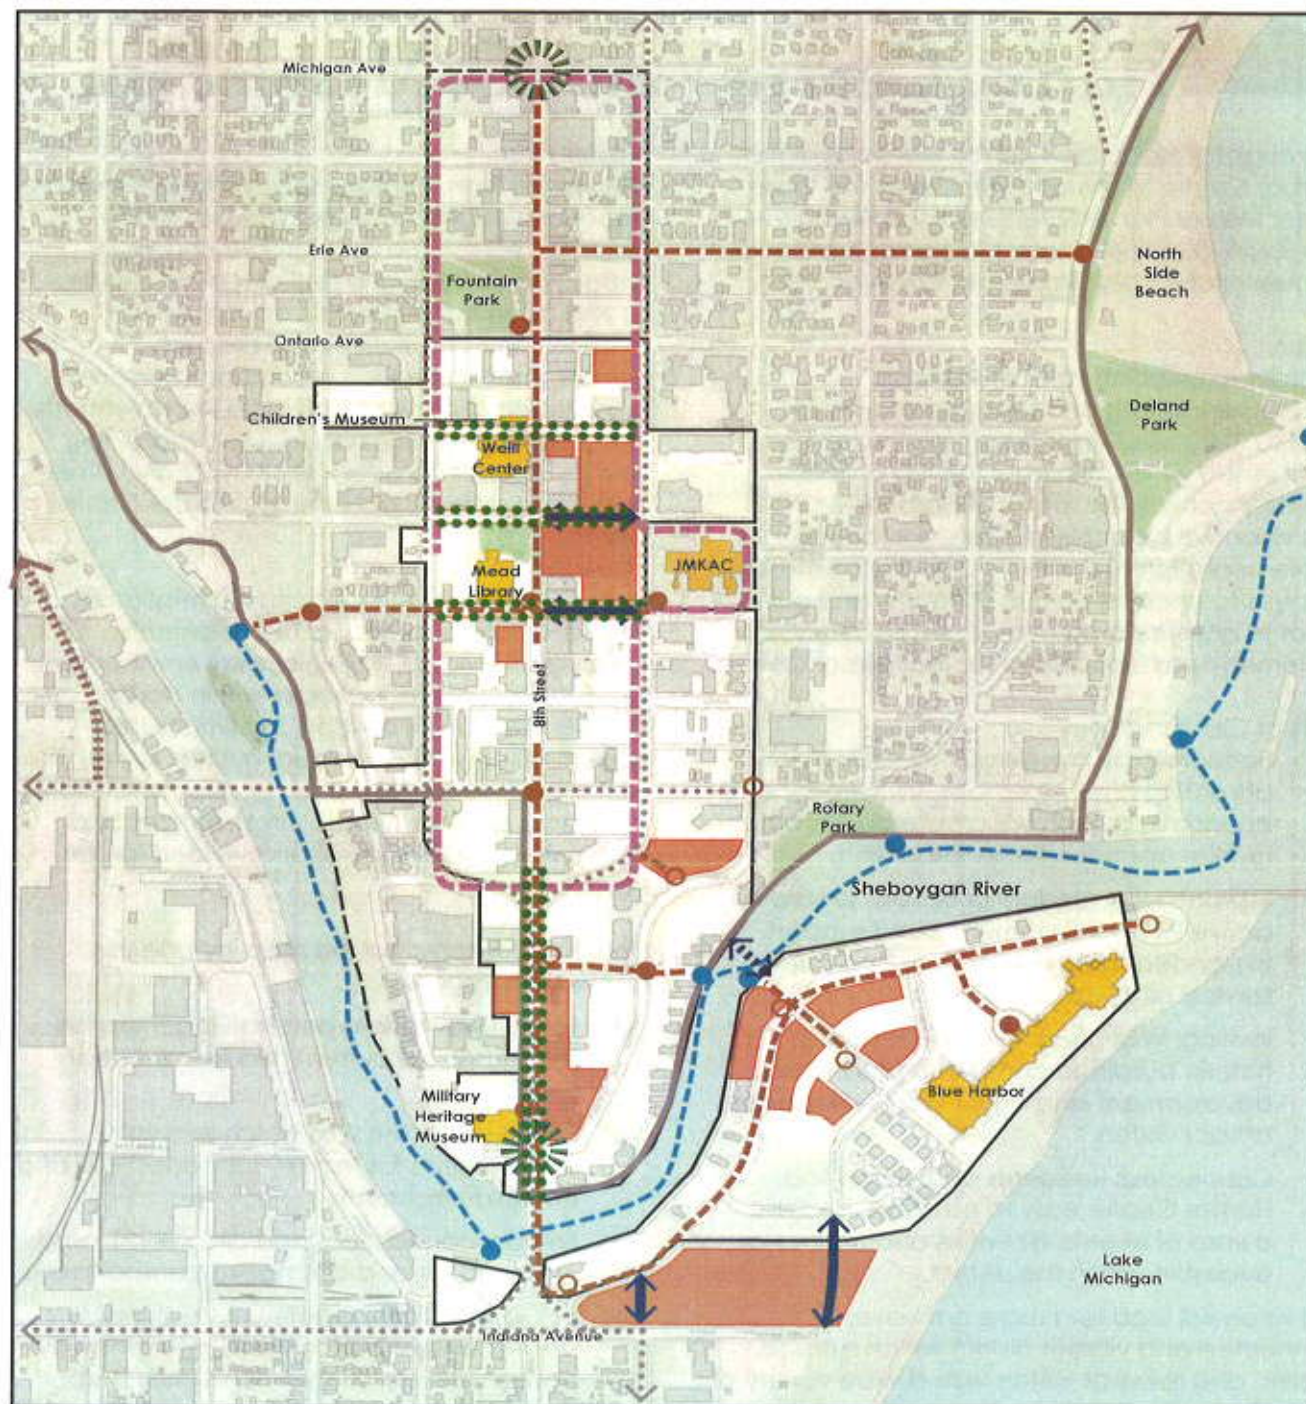 Michigan Ave
Erie Ave
North
Side
Beach
Fountain
Park
Ontario Ave
Children's Museum
Deland
Park
Weill
Center
Mead
Library
JMKAC
8th Street
Rotary
Park
Sheboygan River
Military
Heritage
Museum
Blue Harbor
Lake
Michigan
Indiana Avenue